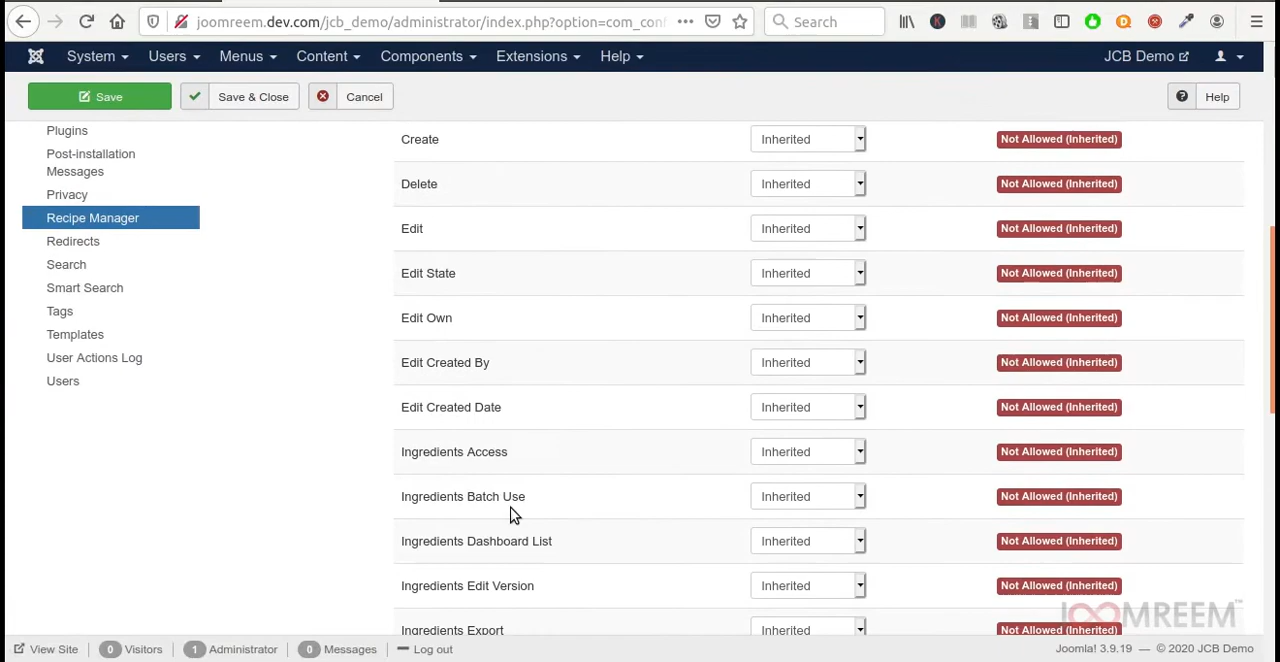 joomreem.dev.com/jcb_demo/administrator/index.php?option=com_con
Search
System Users Menus Content Components Extensions Help JCB Demo
Save Save & Close Cancel Help
Plugins
Post-installation
Messages
Privacy
Recipe Manager
Redirects
Search
Smart Search
Tags
Templates
User Actions Log
Users
Create Inherited Not Allowed (Inherited)
Delete Inherited Not Allowed (Inherited)
Edit Inherited Not Allowed (Inherited)
Edit State Inherited Not Allowed (Inherited)
Edit Own Inherited Not Allowed (Inherited)
Edit Created By Inherited Not Allowed (Inherited)
Edit Created Date Inherited Not Allowed (Inherited)
Ingredients Access Inherited Not Allowed (Inherited)
Ingredients Batch Use Inherited Not Allowed (Inherited)
Ingredients Dashboard List Inherited Not Allowed (Inherited)
Ingredients Edit Version Inherited Not Allowed (Inherited)
Ingredients Export Inherited Not Allowed (Inherited)
JOOMREEM™
View Site 0 Visitors 1 Administrator 0 Messages Log out Joomla! 3.9.19 — © 2020 JCB Demo